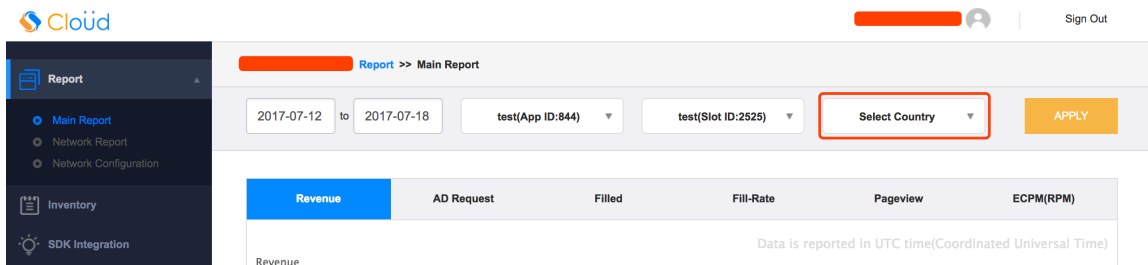 Cloüd
Sign Out
Report
Report >> Main Report
2017-07-12 to 2017-07-18 test(App ID:844) test(Slot ID:2525) Select Country APPLY
Main Report
Network Report
Network Configuration
Inventory
SDK Integration
Revenue AD Request Filled Fill-Rate Pageview ECPM(RPM)
Data is reported in UTC time(Coordinated Universal Time)
Revenue